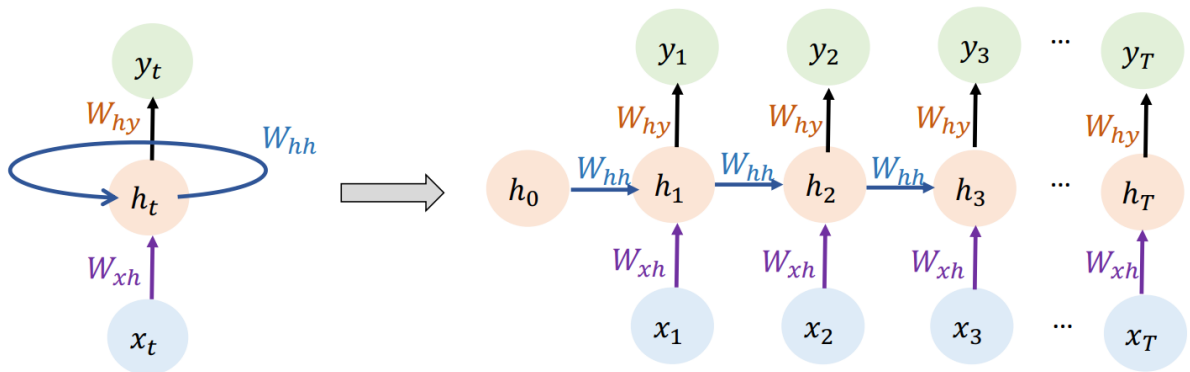 y_t
W_hy
W_hh
h_t
W_xh
x_t
y_1 y_2 y_3 ... y_T
W_hy W_hy W_hy W_hy
W_hh W_hh W_hh
h_0 h_1 h_2 h_3 ... h_T
W_xh W_xh W_xh W_xh
x_1 x_2 x_3 ... x_T